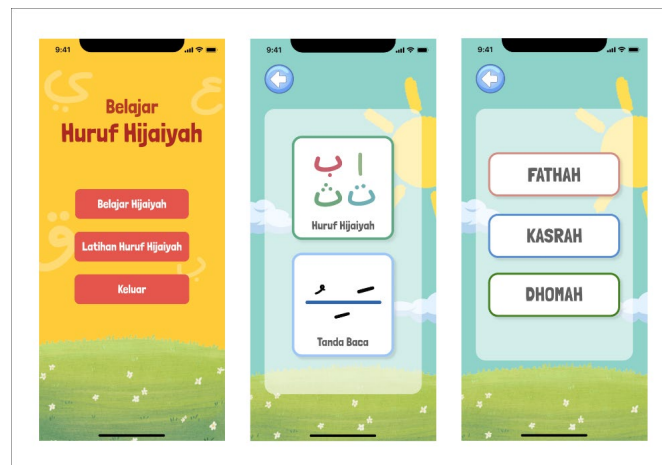 9:41
ي
ع
Belajar
Huruf Hijaiyah
Belajar Hijaiyah
Latihan Huruf Hijaiyah
Keluar
ق
ب
9:41
ا ب
ت ث
Huruf Hijaiyah
Tanda Baca
9:41
FATHAH
KASRAH
DHOMAH